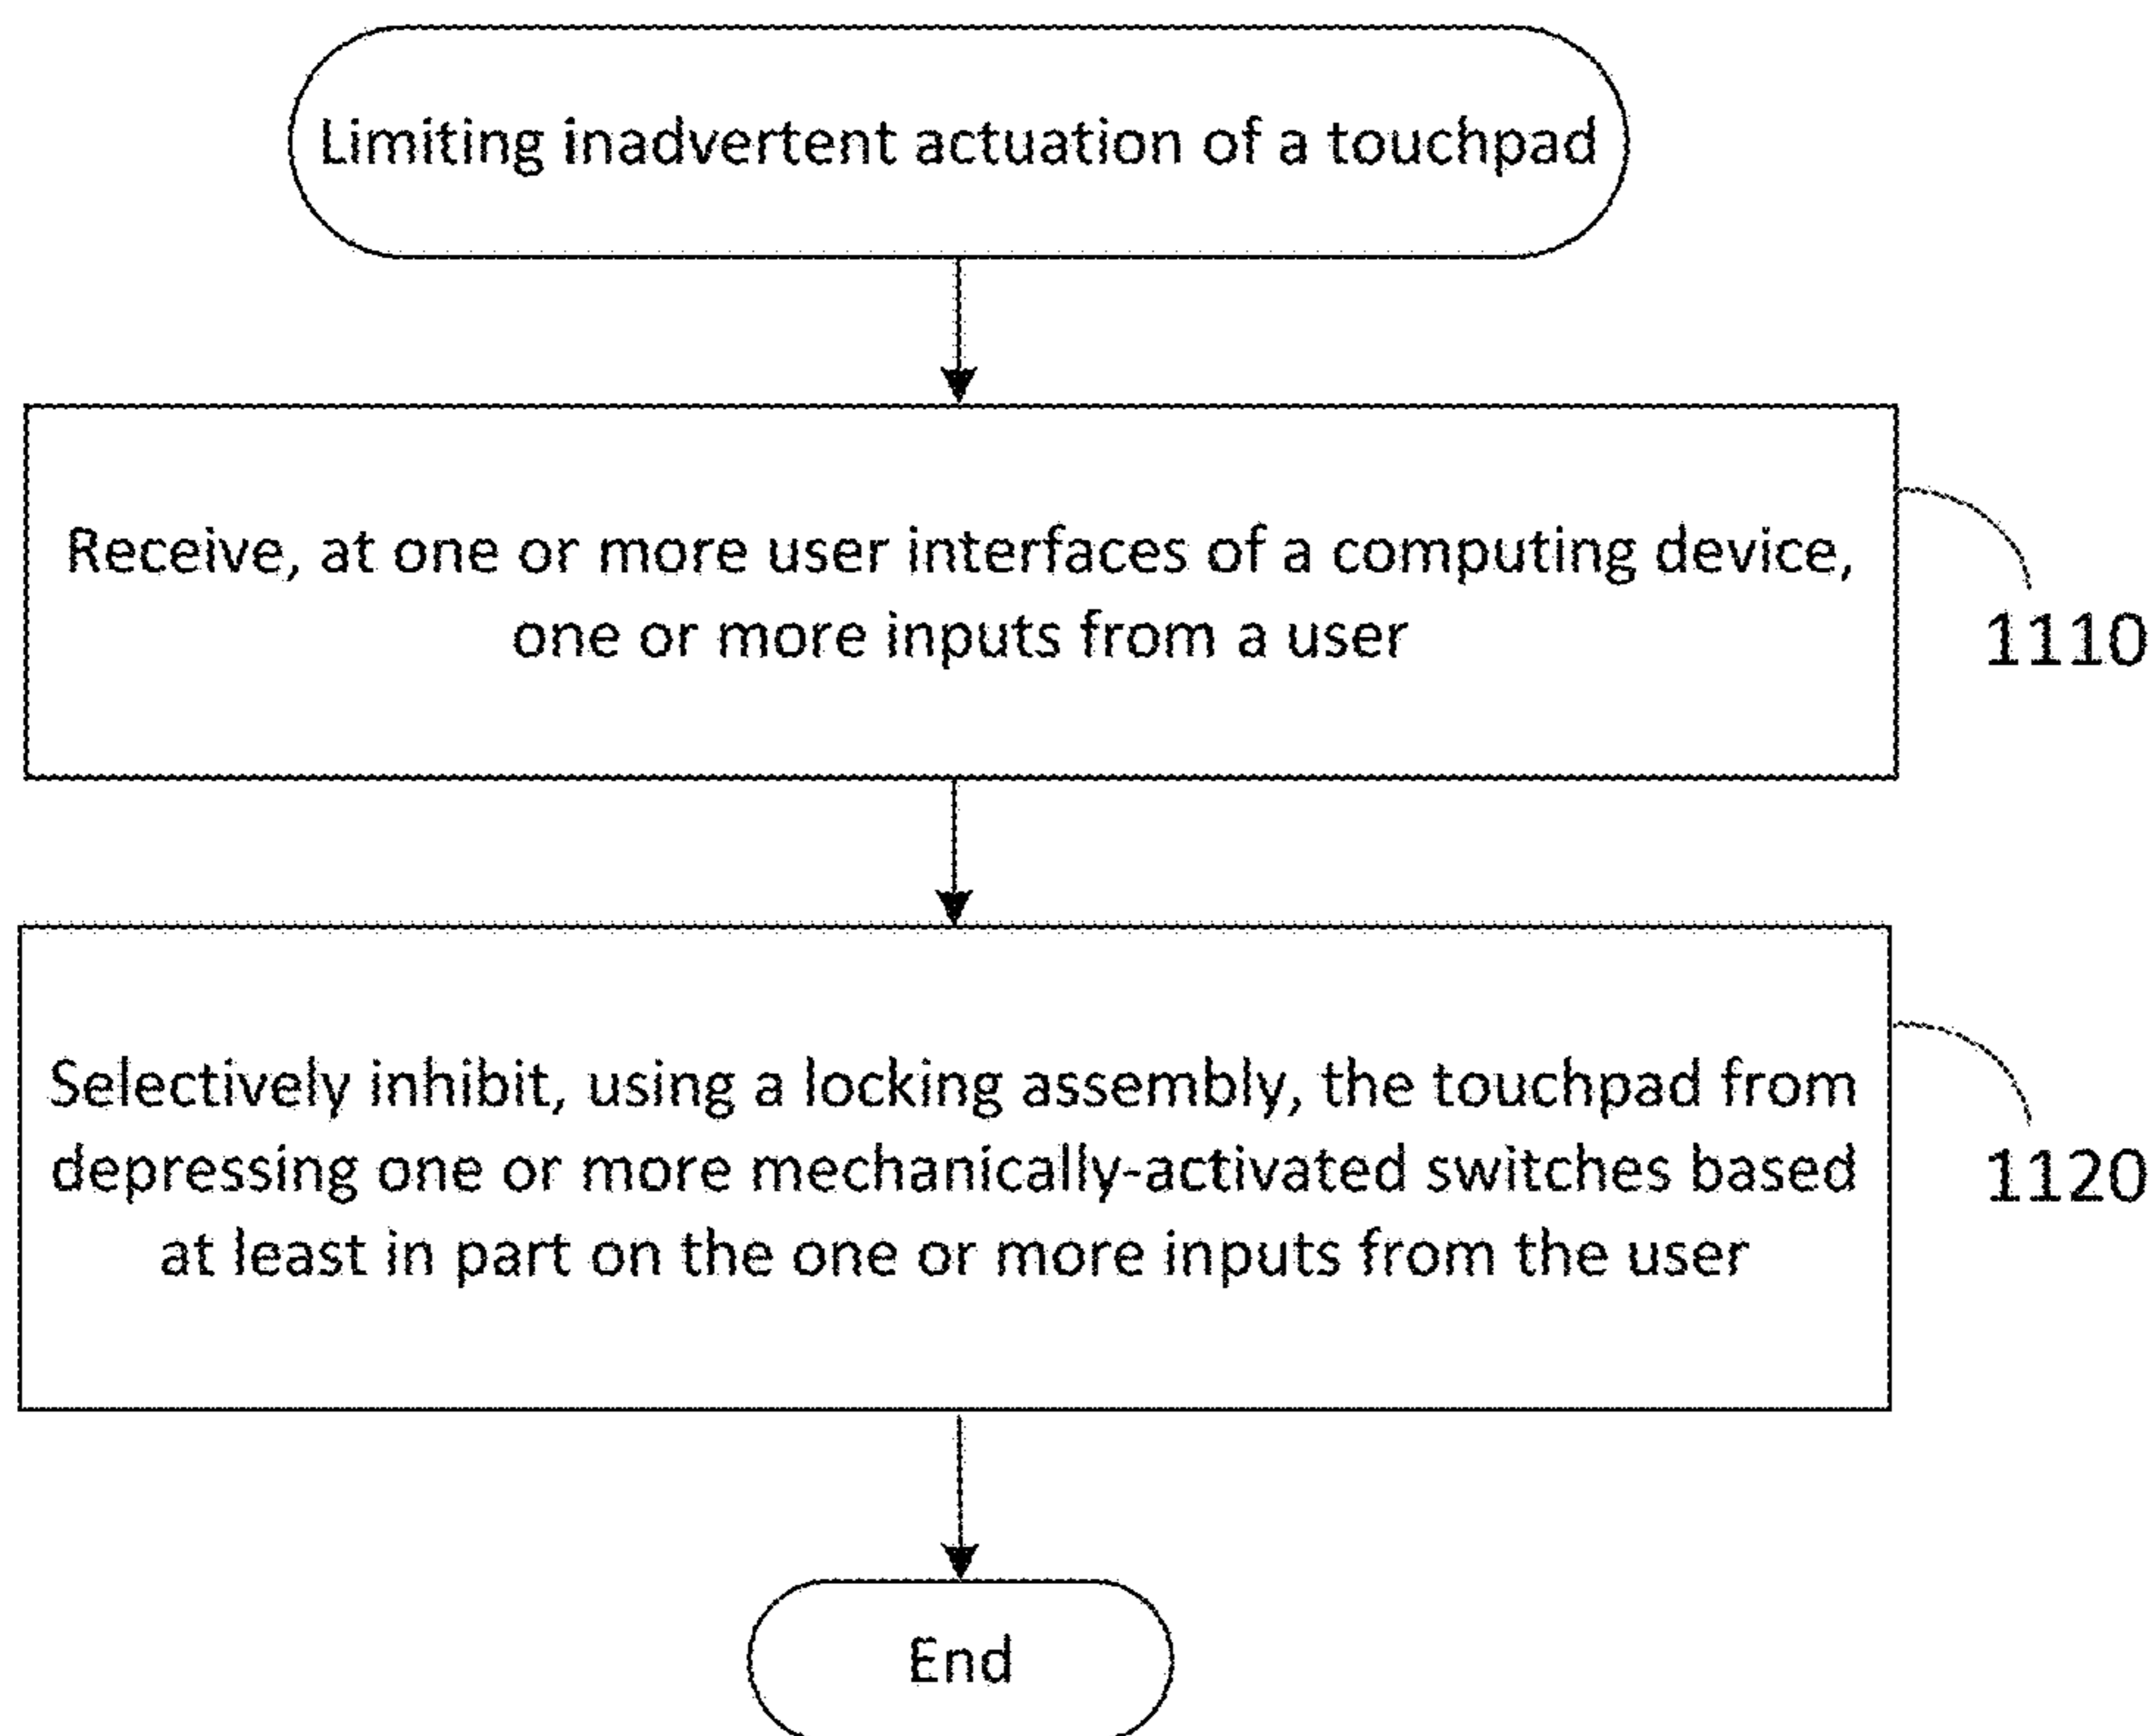 Limiting inadvertent actuation of a touchpad
Receive, at one or more user interfaces of a computing device,
one or more inputs from a user
1110
Selectively inhibit, using a locking assembly, the touchpad from
depressing one or more mechanically-activated switches based
at least in part on the one or more inputs from the user
1120
End